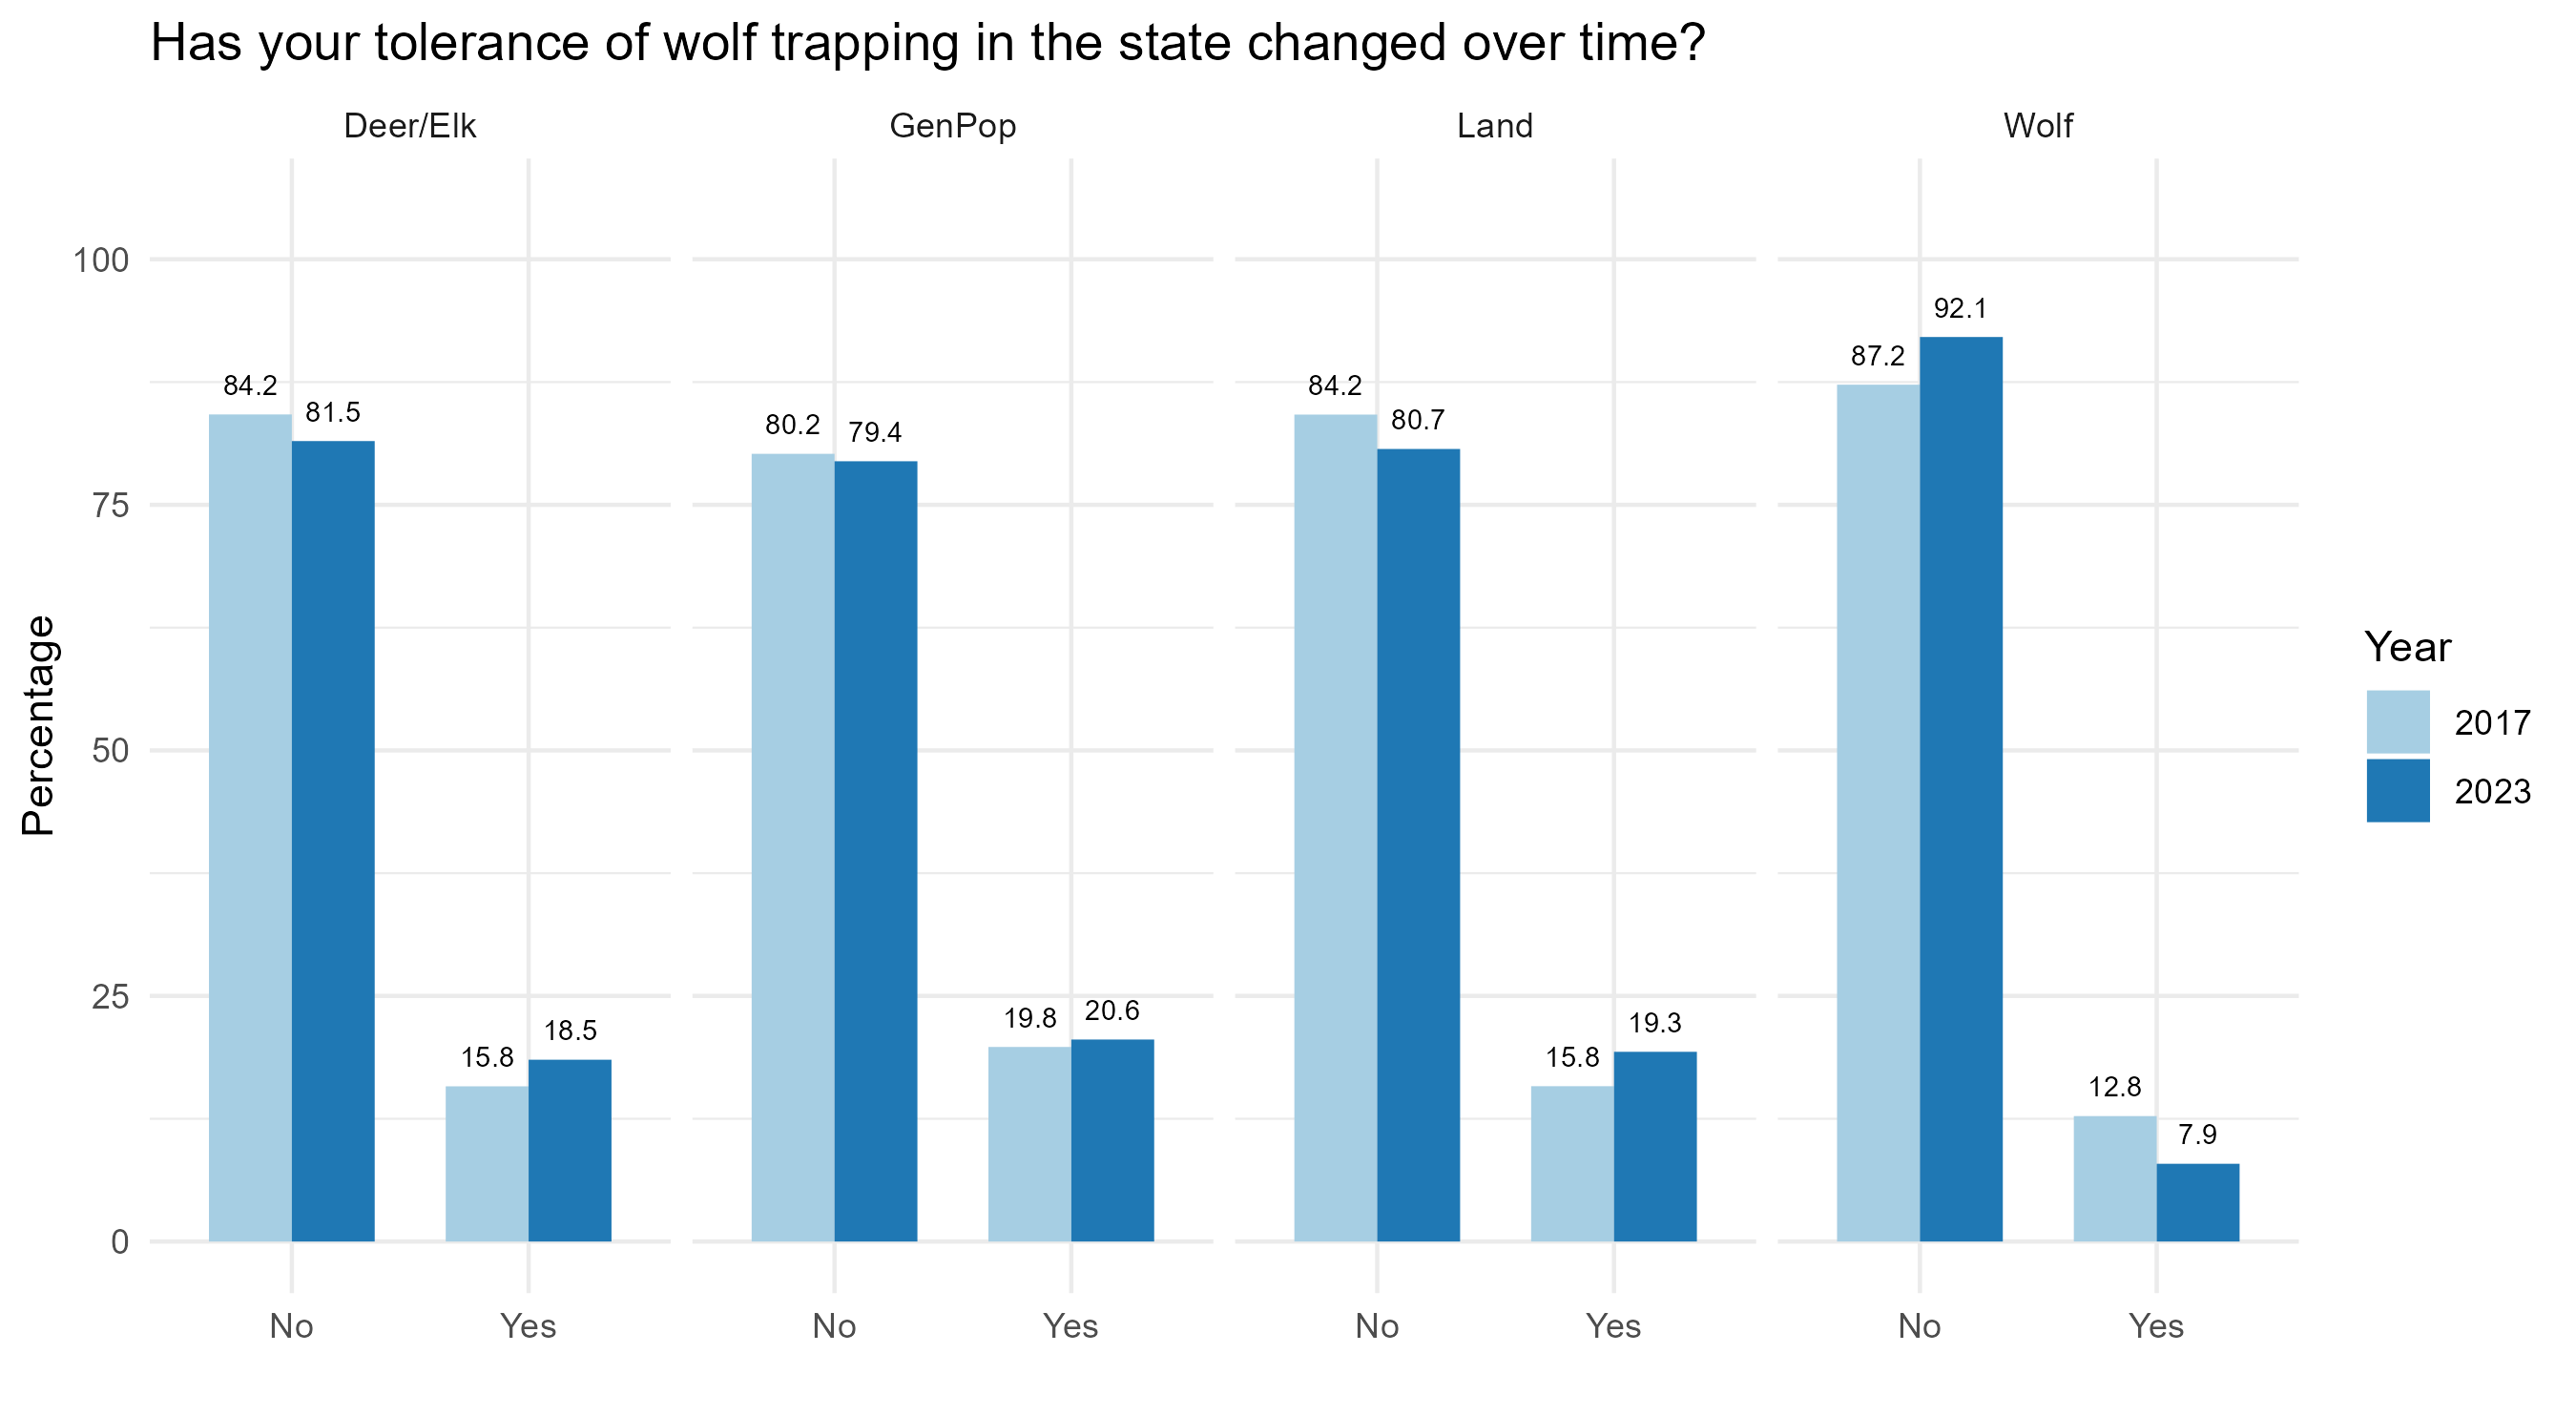 Has your tolerance of wolf trapping in the state changed over time?
Deer/Elk GenPop Land Wolf
Percentage
100
75
50
25
0
84.2 81.5 15.8 18.5
80.2 79.4 19.8 20.6
84.2 80.7 15.8 19.3
87.2 92.1 12.8 7.9
No Yes No Yes No Yes No Yes
Year
2017
2023